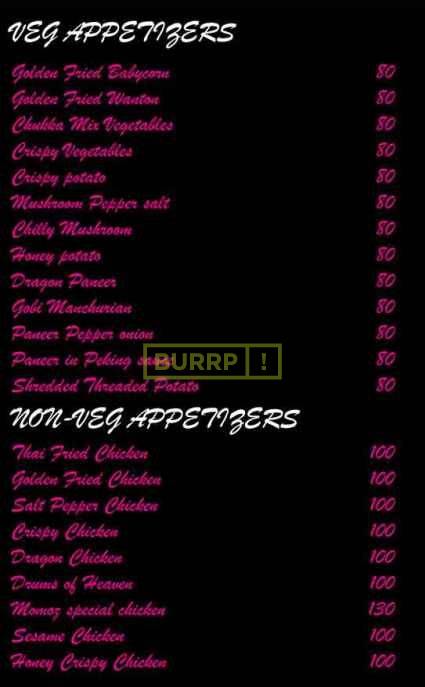 VEG APPETIZERS
Golden Fried Babycorn 80
Golden Fried Wanton 80
Chukka Mix Vegetables 80
Crispy Vegetables 80
Crispy potato 80
Mushroom Pepper salt 80
Chilly Mushroom 80
Honey potato 80
Dragon Paneer 80
Gobi Manchurian 80
Paneer Pepper onion 80
Paneer in Peking sauce 80
BURRP!
Shredded Threaded Potato 80
NON-VEG APPETIZERS
Thai Fried Chicken 100
Golden Fried Chicken 100
Salt Pepper Chicken 100
Crispy Chicken 100
Dragon Chicken 100
Drums of Heaven 100
Momoz special chicken 130
Sesame Chicken 100
Honey Crispy Chicken 100